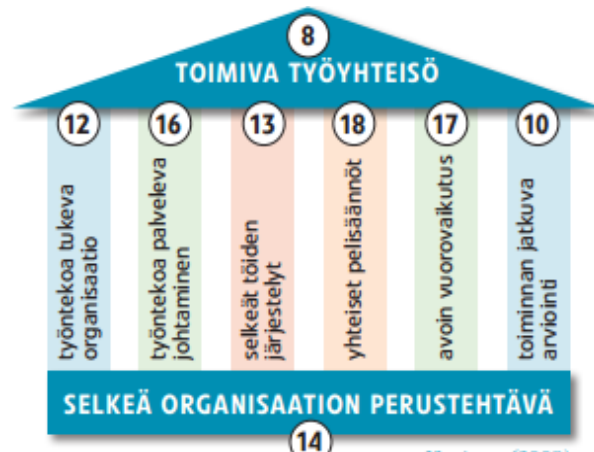 8
TOIMIVA TYÖYHTEISÖ
12
16
13
18
17
10
työntekoa tukeva
organisaatio
työntekoa palveleva
johtaminen
selkeät töiden
järjestelyt
yhteiset pelisäännöt
avoin vuorovaikutus
toiminnan jatkuva
arviointi
SELKEÄ ORGANISAATION PERUSTEHTÄVÄ
14